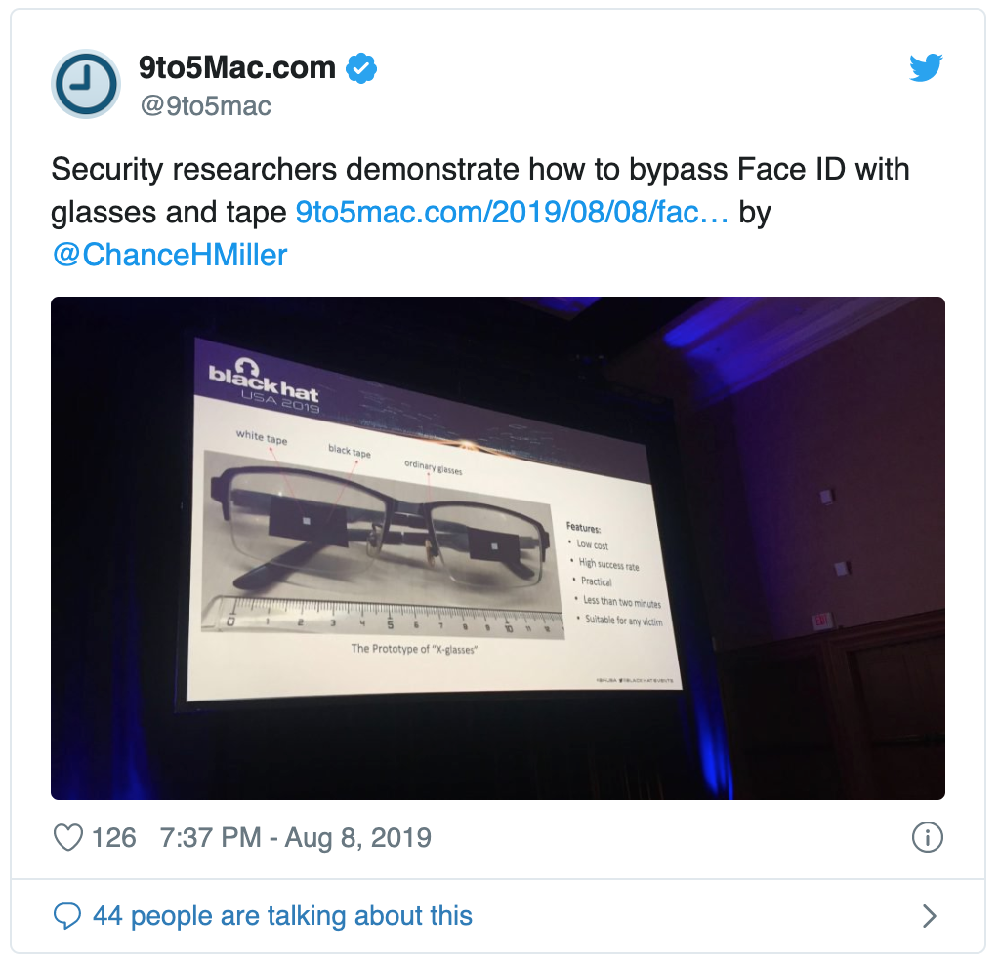 9to5Mac.com
@9to5mac
Security researchers demonstrate how to bypass Face ID with
glasses and tape 9to5mac.com/2019/08/08/fac… by
@ChanceHMiller
black hat
USA 2019
white tape
black tape
ordinary glasses
Features:
• Low cost
• High success rate
• Practical
• Less than two minutes
• Suitable for any victim
0 1 2 3 4 5 6 7 8 9 10 11
The Prototype of "X-glasses"
EXIT
126 7:37 PM - Aug 8, 2019
44 people are talking about this